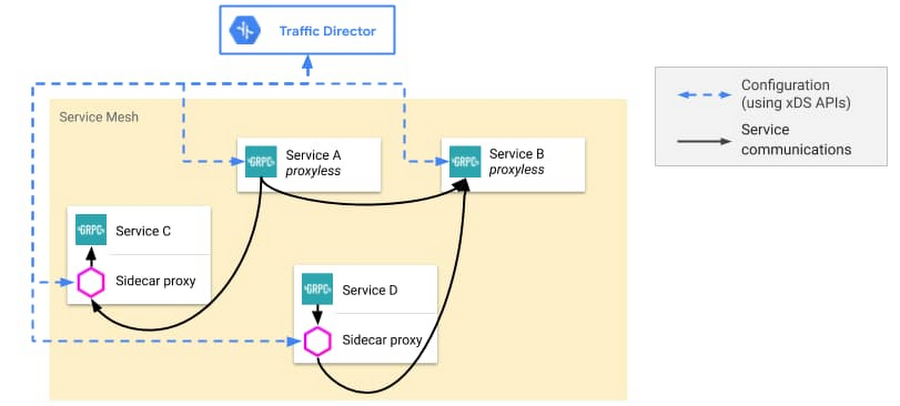 Traffic Director
Configuration
(using xDS APIs)
Service
communications
Service Mesh
GRPC
Service A
proxyless
GRPC
Service B
proxyless
GRPC
Service C
Sidecar proxy
GRPC
Service D
Sidecar proxy